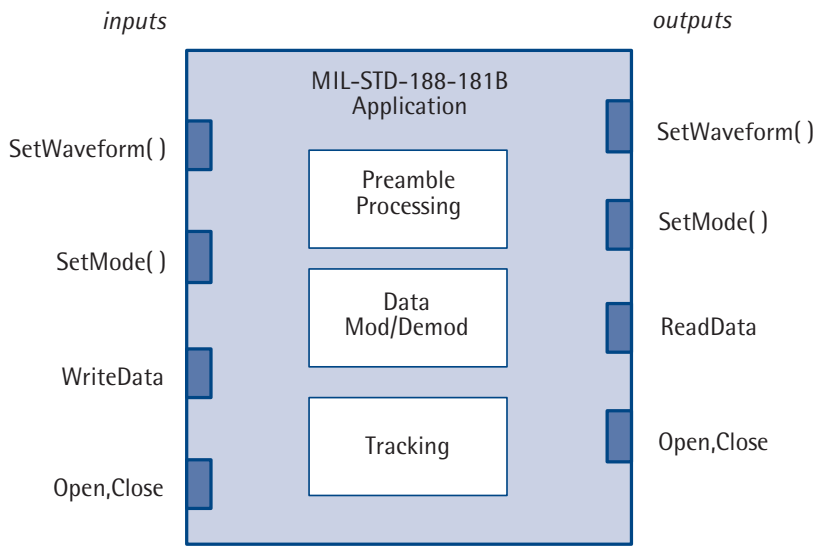 inputs
outputs
MIL-STD-188-181B
Application
SetWaveform( )
SetMode( )
WriteData
Open,Close
Preamble
Processing
Data
Mod/Demod
Tracking
SetWaveform( )
SetMode( )
ReadData
Open,Close